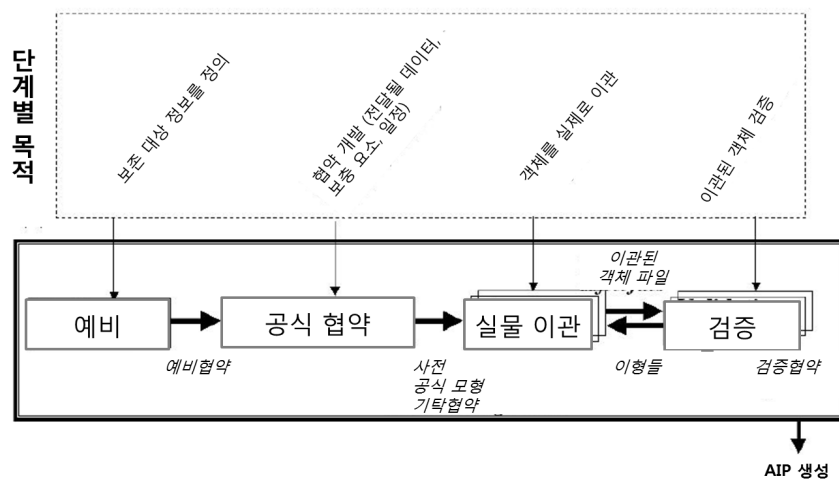 단계별 목적
보존 대상 정보를 정의
협약 개발 (전달될 데이터,
보충 요소, 일정)
객체를 실제로 이관
이관된 객체 검증
이관된
객체 파일
예비
공식 협약
실물 이관
검증
예비협약
사전
공식 모형
기탁협약
이형들
검증협약
AIP 생성